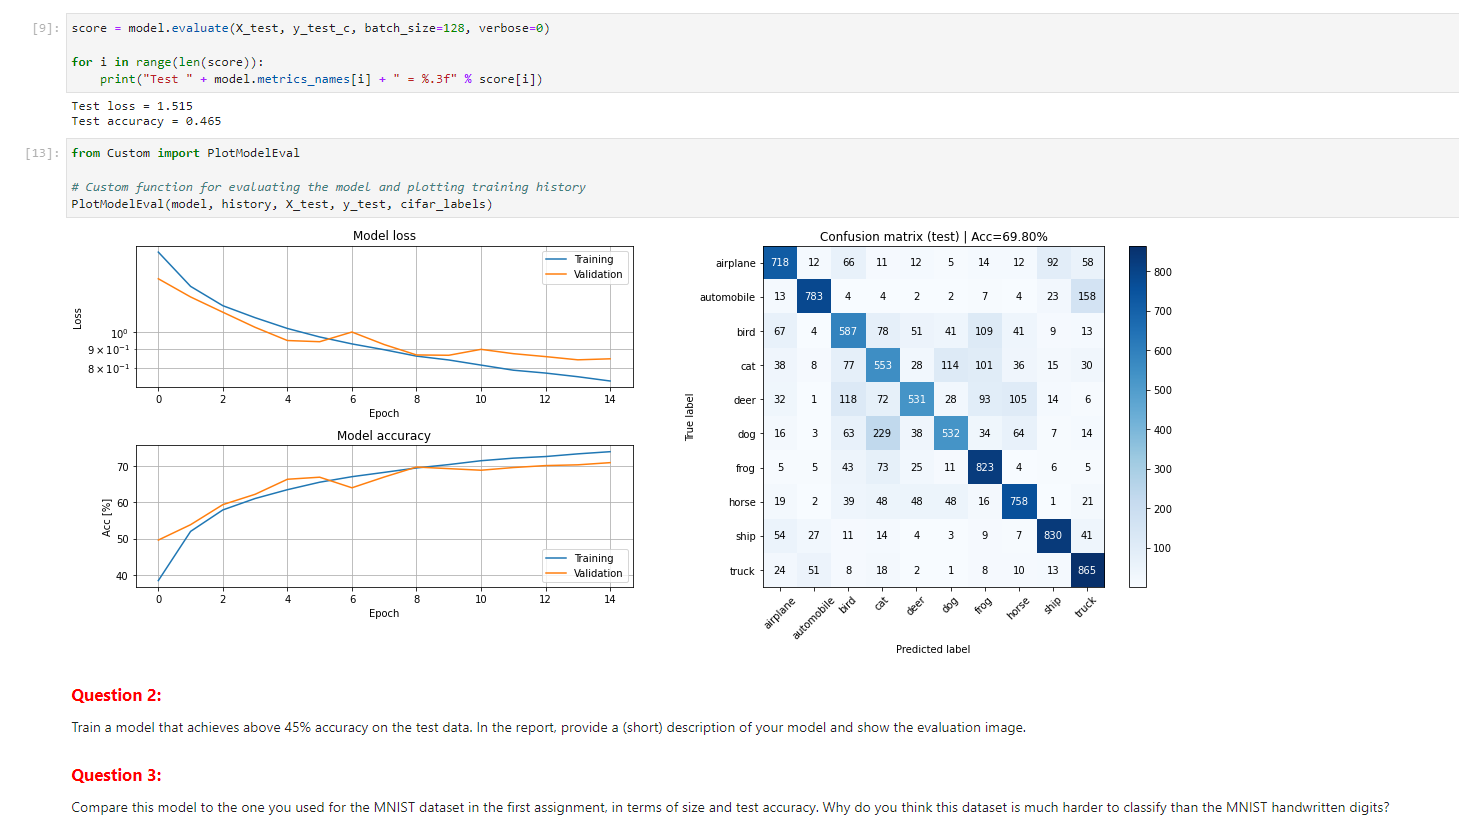 [9]: score = model.evaluate(X_test, y_test_c, batch_size=128, verbose=0)
for i in range(len(score)):
print("Test " + model.metrics_names[i] + " = %.3f" % score[i])
Test loss = 1.515
Test accuracy = 0.465
[13]: from Custom import PlotModelEval
# Custom function for evaluating the model and plotting training history
PlotModelEval(model, history, X_test, y_test, cifar_labels)
Model loss
Training
Validation
Loss
10⁰
9 × 10⁻¹
8 × 10⁻¹
0 2 4 6 8 10 12 14
Epoch
Model accuracy
Acc [%]
70
60
50
40
Training
Validation
0 2 4 6 8 10 12 14
Epoch
Confusion matrix (test) | Acc=69.80%
True label
airplane 718 12 66 11 12 5 14 12 92 58
automobile 13 783 4 4 2 2 7 4 23 158
bird 67 4 587 78 51 41 109 41 9 13
cat 38 8 77 553 28 114 101 36 15 30
deer 32 1 118 72 531 28 93 105 14 6
dog 16 3 63 229 38 532 34 64 7 14
frog 5 5 43 73 25 11 823 4 6 5
horse 19 2 39 48 48 48 16 758 1 21
ship 54 27 11 14 4 3 9 7 830 41
truck 24 51 8 18 2 1 8 10 13 865
airplane automobile bird cat deer dog frog horse ship truck
Predicted label
800
700
600
500
400
300
200
100
Question 2:
Train a model that achieves above 45% accuracy on the test data. In the report, provide a (short) description of your model and show the evaluation image.
Question 3:
Compare this model to the one you used for the MNIST dataset in the first assignment, in terms of size and test accuracy. Why do you think this dataset is much harder to classify than the MNIST handwritten digits?